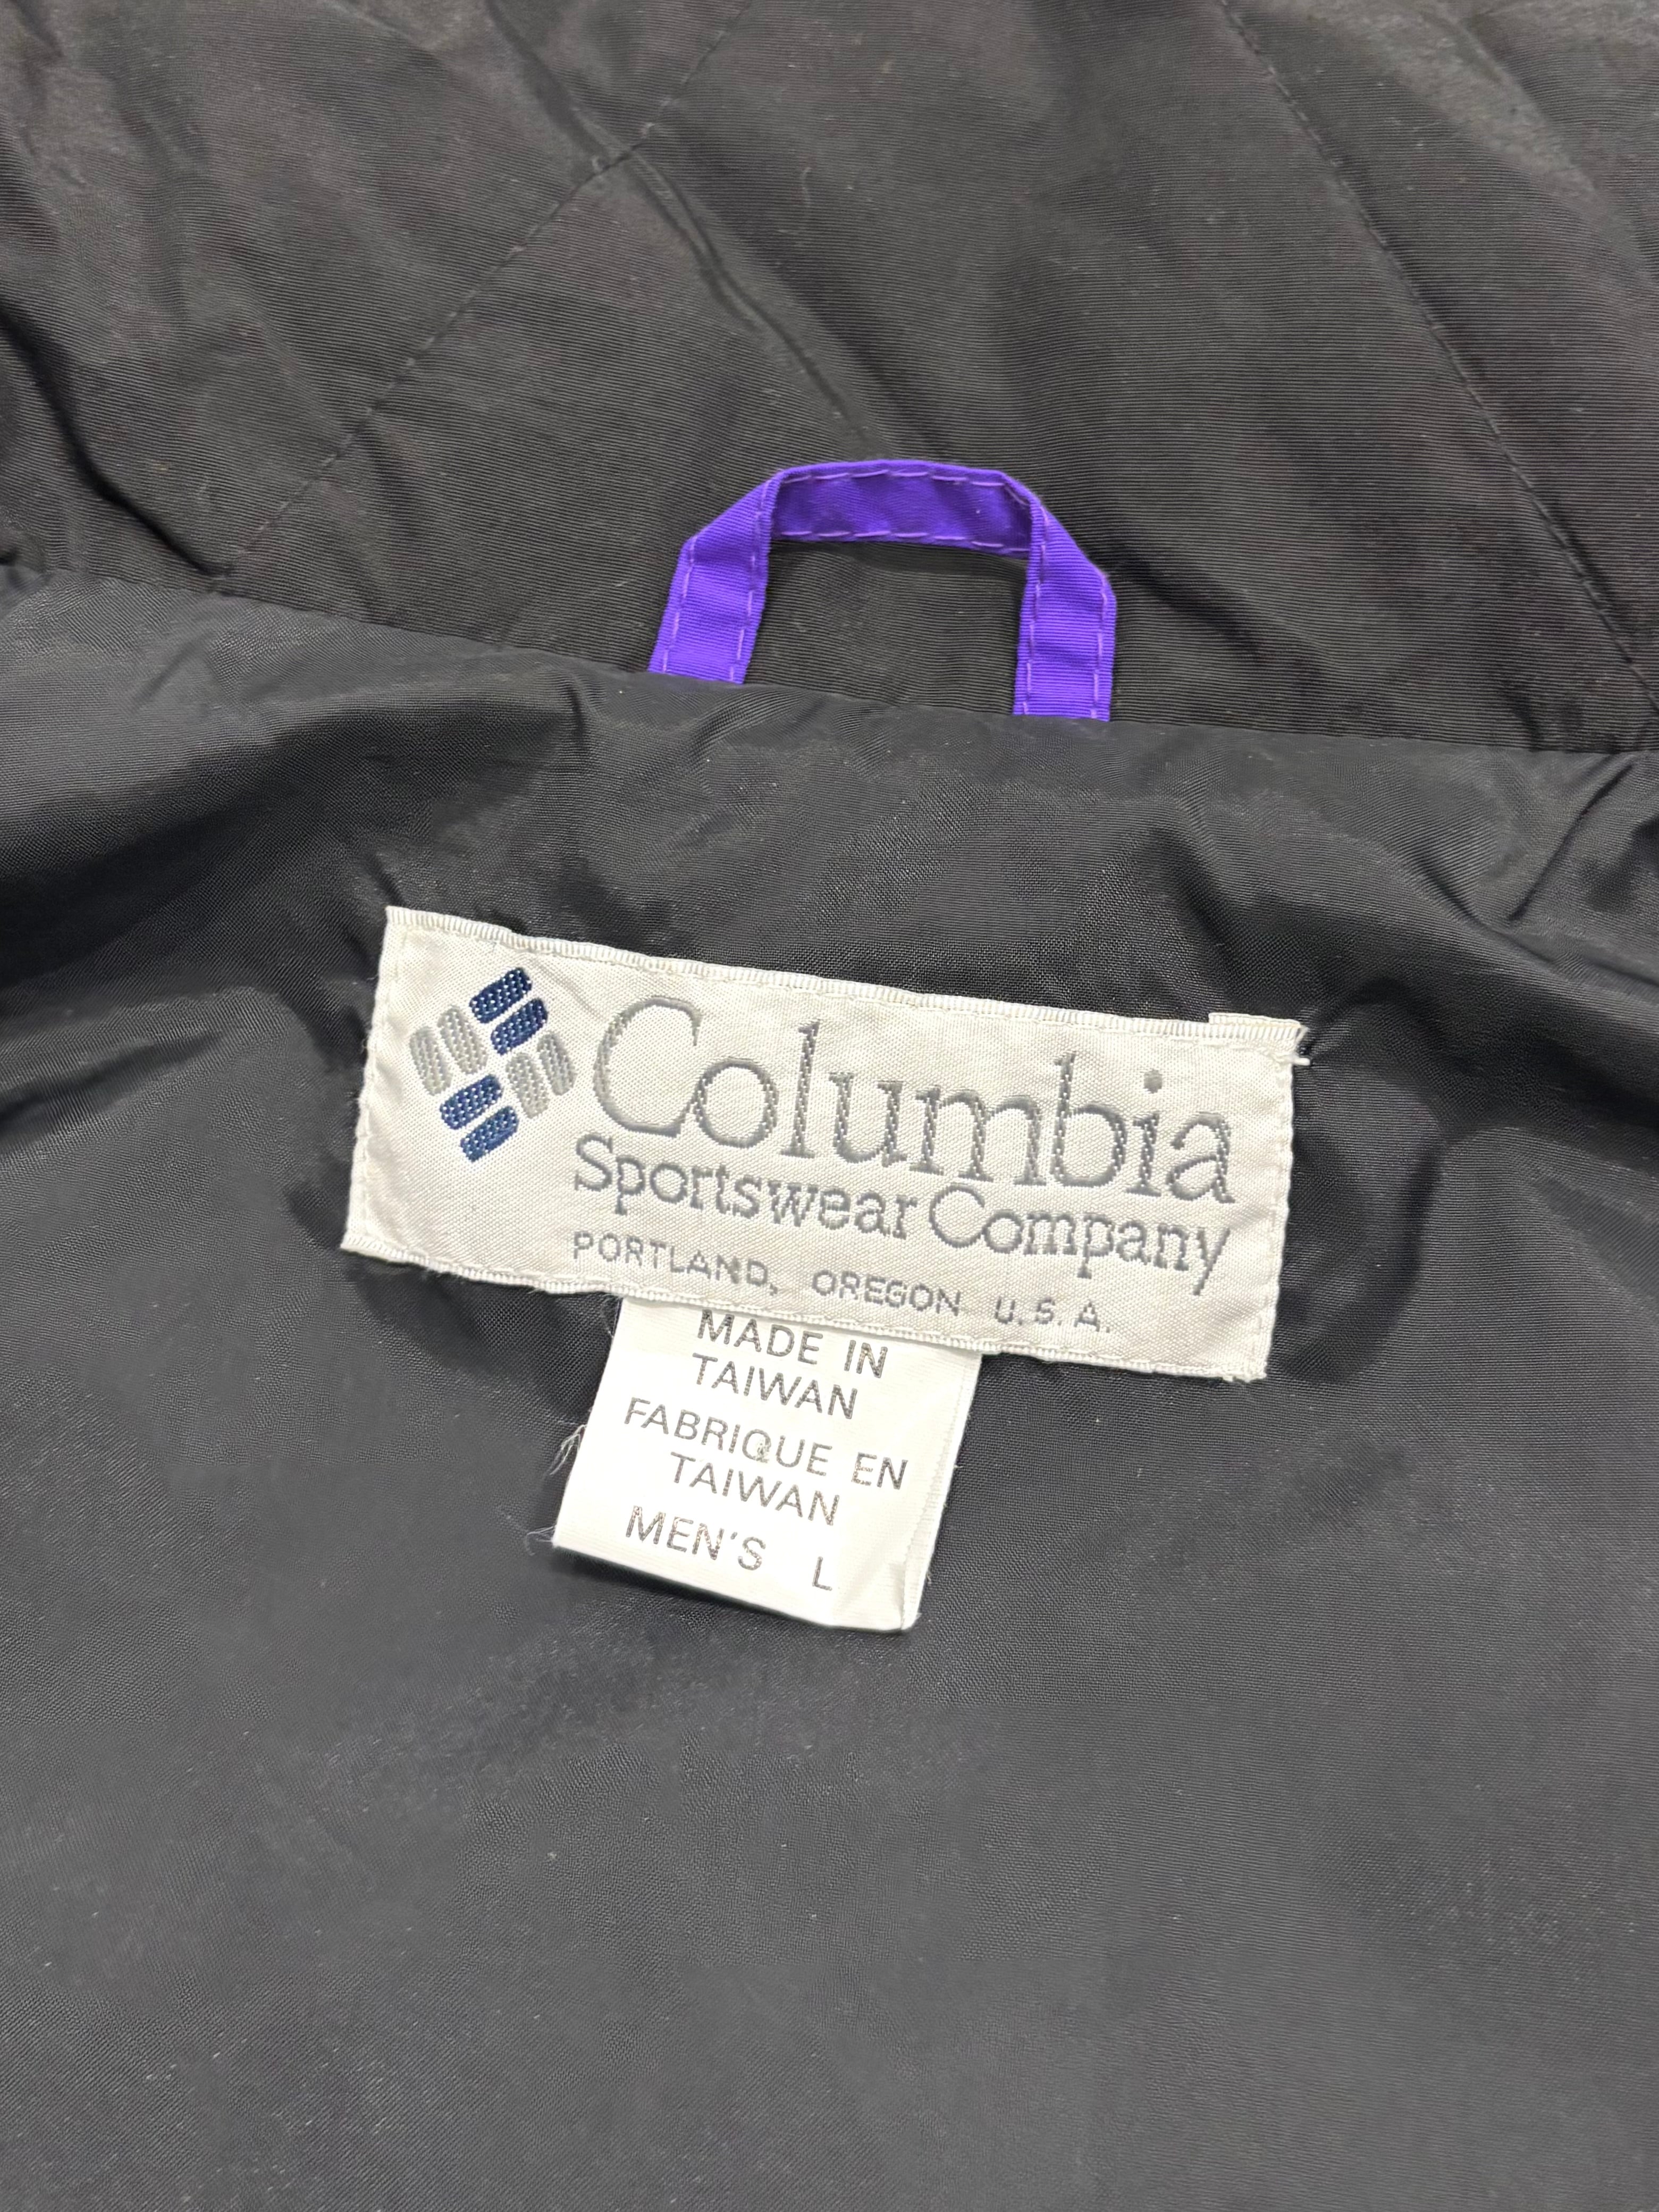 Columbia
Sportswear Company
PORTLAND, OREGON U.S.A.
MADE IN
TAIWAN
FABRIQUE EN
TAIWAN
MEN'S L